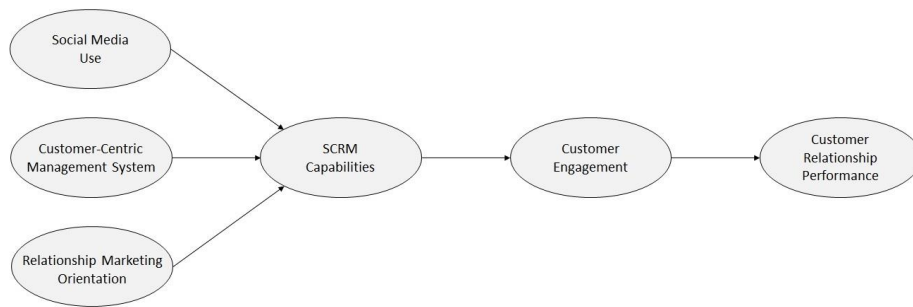 Social Media
Use
Customer-Centric
Management System
Relationship Marketing
Orientation
SCRM
Capabilities
Customer
Engagement
Customer
Relationship
Performance